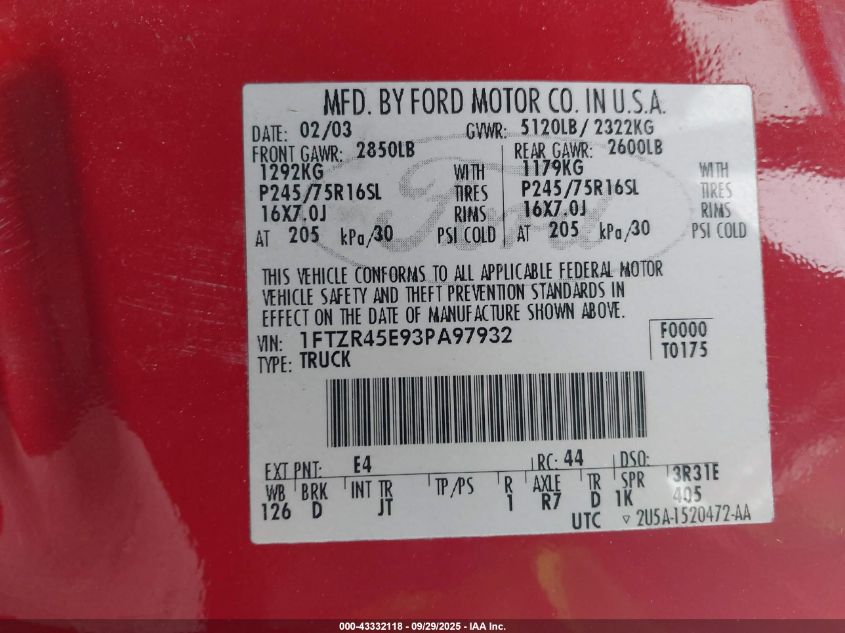 MFD. BY FORD MOTOR CO. IN U.S.A.
DATE: 02/03 GVWR: 5120LB / 2322KG
FRONT GAWR: 2850LB REAR GAWR: 2600LB
1292KG WITH 1179KG WITH
P245/75R16SL TIRES P245/75R16SL TIRES
16X7.0J RIMS 16X7.0J RIMS
AT 205 kPa/30 PSI COLD AT 205 kPa/30 PSI COLD
Ford
THIS VEHICLE CONFORMS TO ALL APPLICABLE FEDERAL MOTOR
VEHICLE SAFETY AND THEFT PREVENTION STANDARDS IN
EFFECT ON THE DATE OF MANUFACTURE SHOWN ABOVE.
VIN: 1FTZR45E93PA97932 F0000
TYPE: TRUCK T0175
EXT PNT: E4 RC: 44 DSO:
WB BRK INT TR TP/PS R AXLE TR SPR 3R31E
126 D JT 1 R7 D 1K 405
UTC ▽ 2U5A-1520472-AA
000-43332118 - 09/29/2025 - IAA Inc.